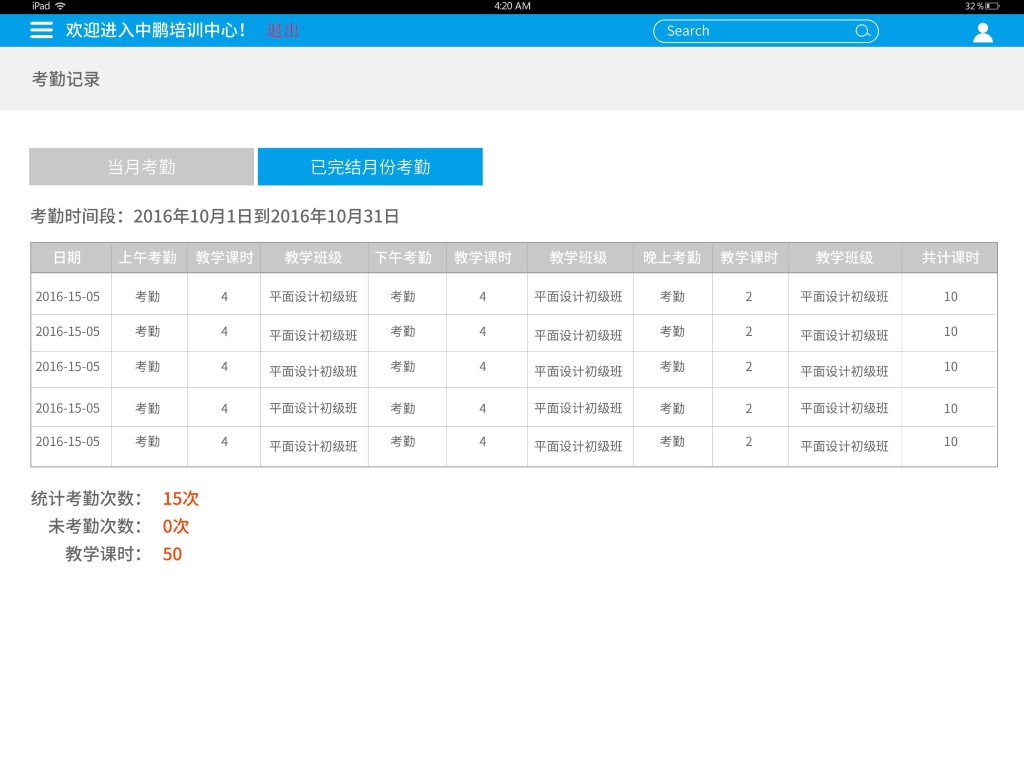 iPad 4:20 AM 32%
欢迎进入中鹏培训中心！ 退出 Search
考勤记录
当月考勤 已完结月份考勤
考勤时间段：2016年10月1日到2016年10月31日
日期 上午考勤 教学课时 教学班级 下午考勤 教学课时 教学班级 晚上考勤 教学课时 教学班级 共计课时
2016-15-05 考勤 4 平面设计初级班 考勤 4 平面设计初级班 考勤 2 平面设计初级班 10
2016-15-05 考勤 4 平面设计初级班 考勤 4 平面设计初级班 考勤 2 平面设计初级班 10
2016-15-05 考勤 4 平面设计初级班 考勤 4 平面设计初级班 考勤 2 平面设计初级班 10
2016-15-05 考勤 4 平面设计初级班 考勤 4 平面设计初级班 考勤 2 平面设计初级班 10
2016-15-05 考勤 4 平面设计初级班 考勤 4 平面设计初级班 考勤 2 平面设计初级班 10
统计考勤次数： 15次
未考勤次数： 0次
教学课时： 50